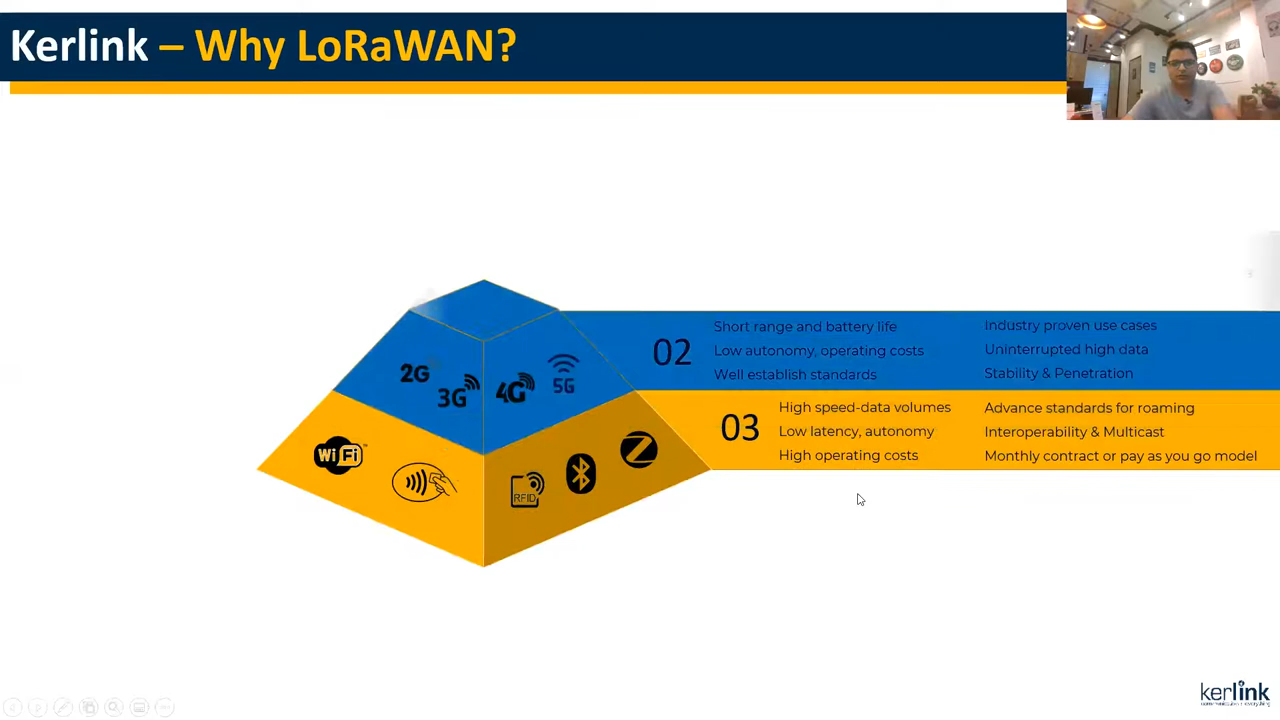 Kerlink – Why LoRaWAN?
2G
3G
4G
5G
02
Short range and battery life
Low autonomy, operating costs
Well establish standards
Industry proven use cases
Uninterrupted high data
Stability & Penetration
WiFi
RFID
03
High speed-data volumes
Low latency, autonomy
High operating costs
Advance standards for roaming
Interoperability & Multicast
Monthly contract or pay as you go model
kerlink